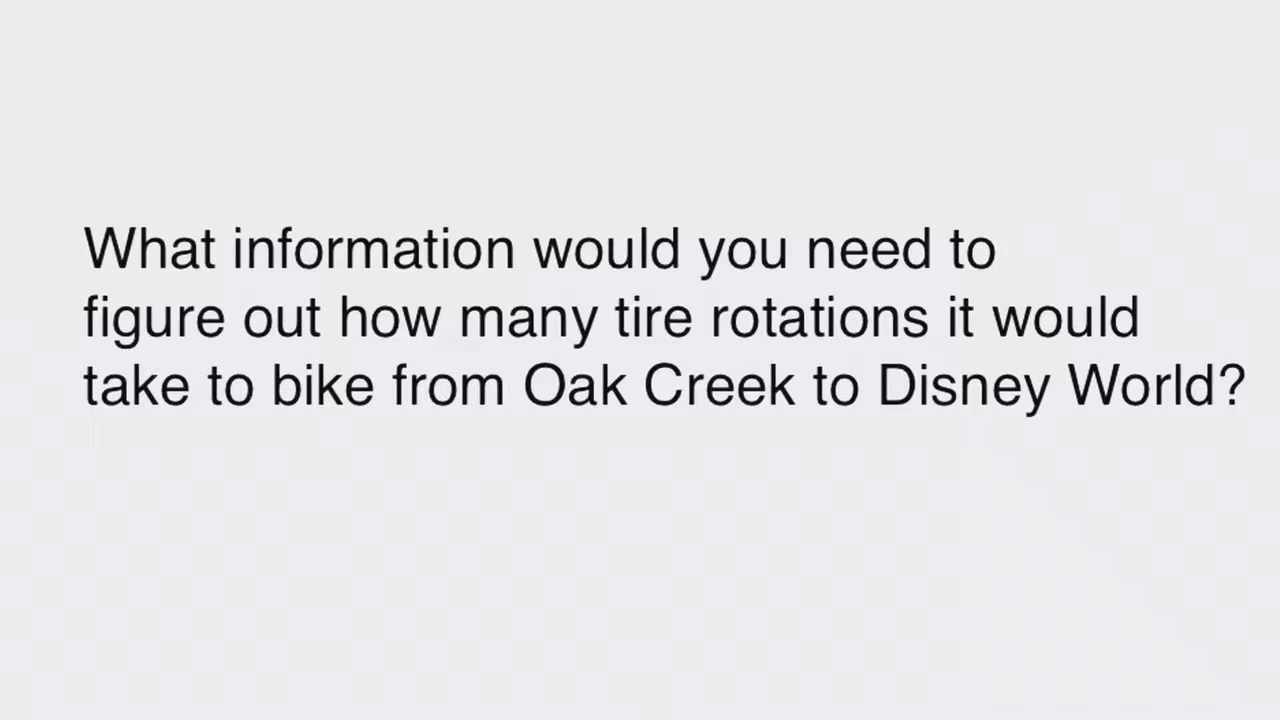 What information would you need to
figure out how many tire rotations it would
take to bike from Oak Creek to Disney World?